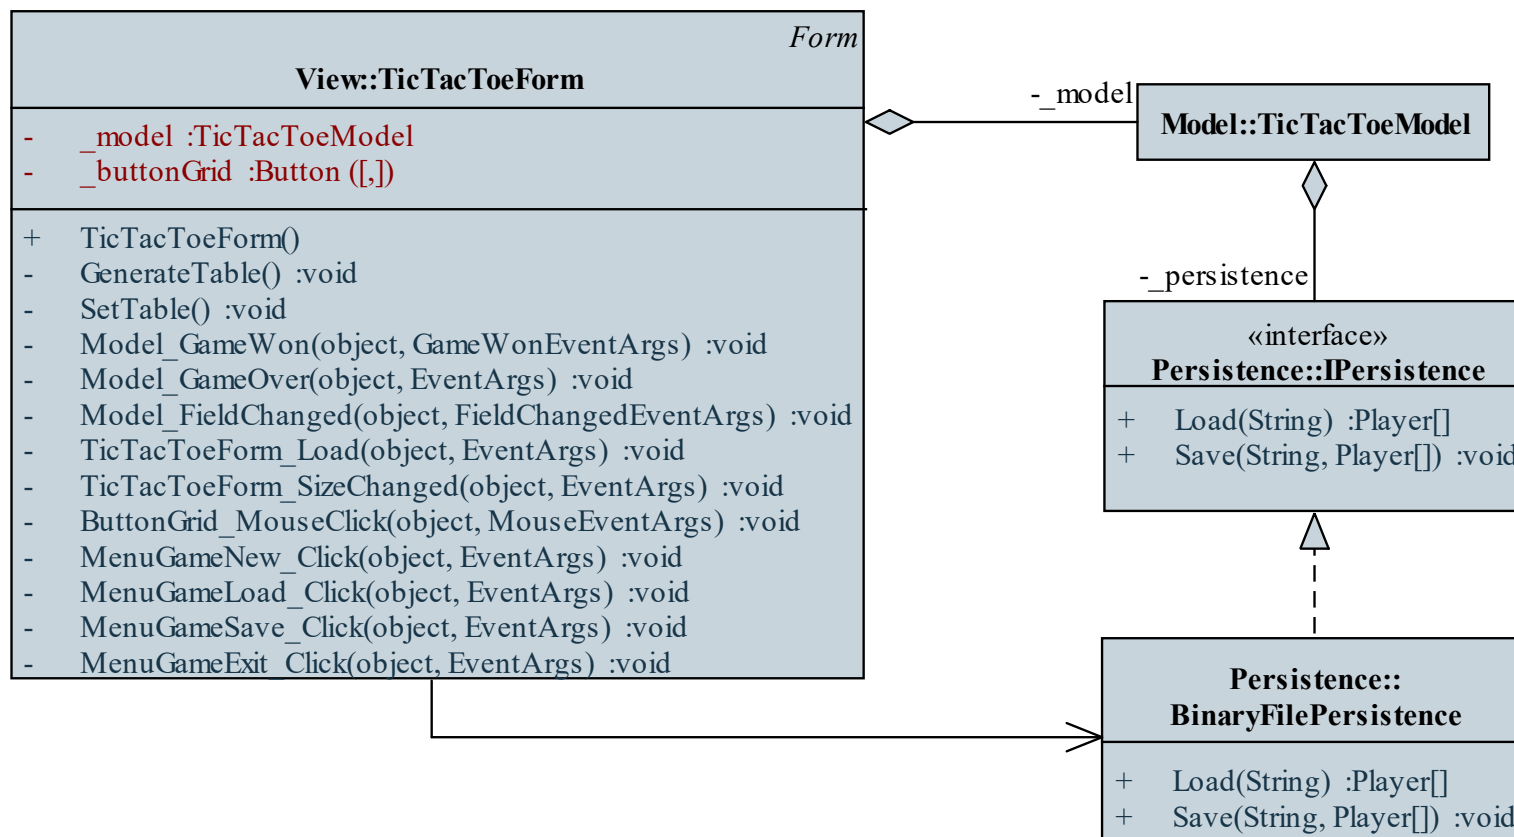 Form
View::TicTacToeForm
- _model :TicTacToeModel
- _buttonGrid :Button ([,])
+ TicTacToeForm()
- GenerateTable() :void
- SetTable() :void
- Model_GameWon(object, GameWonEventArgs) :void
- Model_GameOver(object, EventArgs) :void
- Model_FieldChanged(object, FieldChangedEventArgs) :void
- TicTacToeForm_Load(object, EventArgs) :void
- TicTacToeForm_SizeChanged(object, EventArgs) :void
- ButtonGrid_MouseClick(object, MouseEventArgs) :void
- MenuGameNew_Click(object, EventArgs) :void
- MenuGameLoad_Click(object, EventArgs) :void
- MenuGameSave_Click(object, EventArgs) :void
- MenuGameExit_Click(object, EventArgs) :void
-_model
Model::TicTacToeModel
-_persistence
«interface»
Persistence::IPersistence
+ Load(String) :Player[]
+ Save(String, Player[]) :void
Persistence::
BinaryFilePersistence
+ Load(String) :Player[]
+ Save(String, Player[]) :void